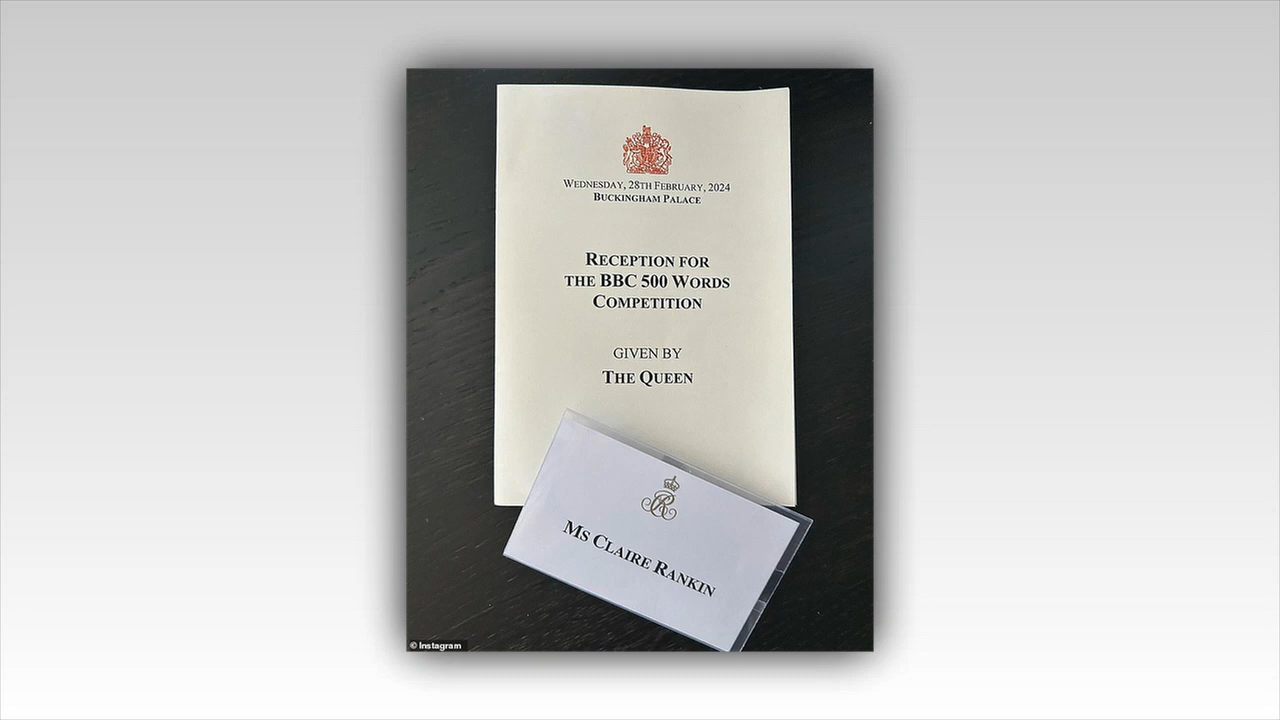 WEDNESDAY, 28TH FEBRUARY, 2024
BUCKINGHAM PALACE
RECEPTION FOR
THE BBC 500 WORDS
COMPETITION
GIVEN BY
THE QUEEN
MS CLAIRE RANKIN
© Instagram